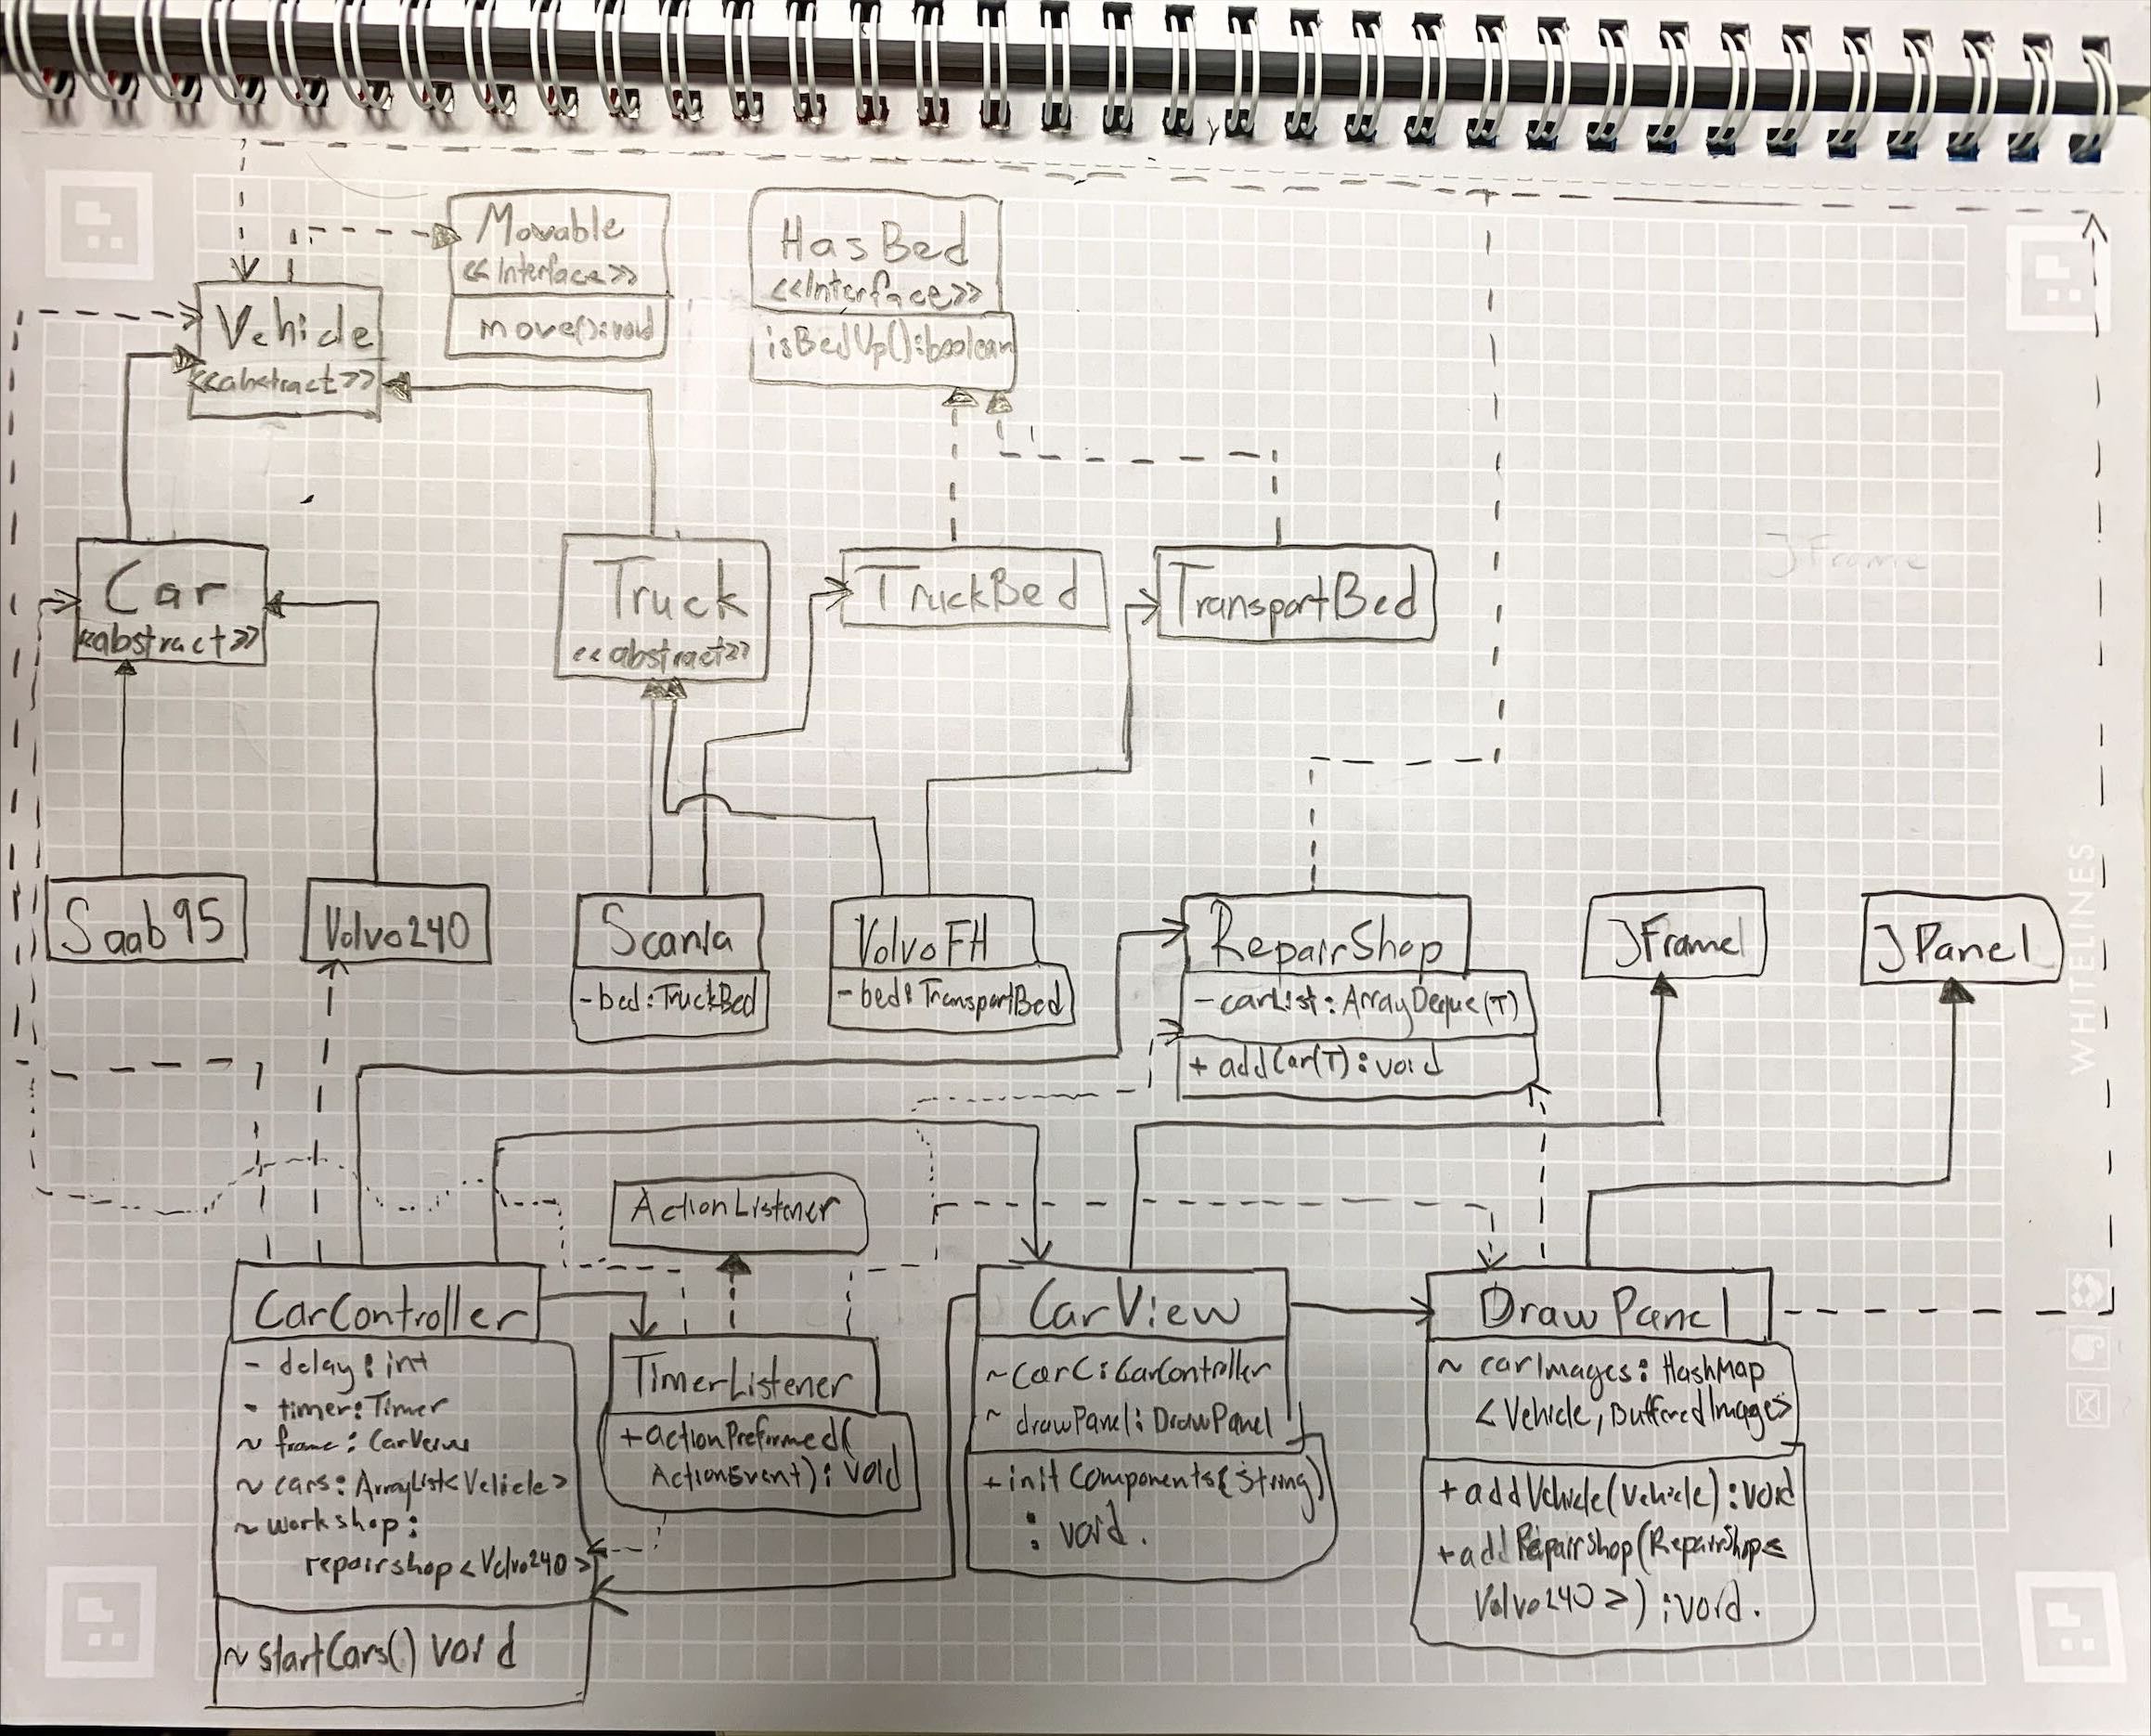 Movable
<<Interface>>
move():void
HasBed
<<Interface>>
isBedUp():boolean
Vehicle
<<abstract>>
JFrame
Car
<<abstract>>
Truck
<<abstract>>
TruckBed
TransportBed
Saab95
Volvo240
Scania
-bed:TruckBed
VolvoFH
-bed:TransportBed
RepairShop
-carList:ArrayDeque(T)
+addCar(T):void
JFrame
JPanel
WHITELINES
ActionListener
CarController
- delay:int
- timer:Timer
~ frame:
~ cars:ArrayList<Vehicle>
~ workshop:
repairshop<Volvo240>
~startCars() void
TimerListener
+actionPreformed(
ActionEvent):void
CarView
~carC:CarController
~ drawPanel:DrawPanel
+initComponents(String)
:void.
DrawPanel
~ carImages:HashMap
<Vehicle,BufferedImage>
+addVehicle(Vehicle):void
+addRepairShop(RepairShop<
Volvo240>):void.